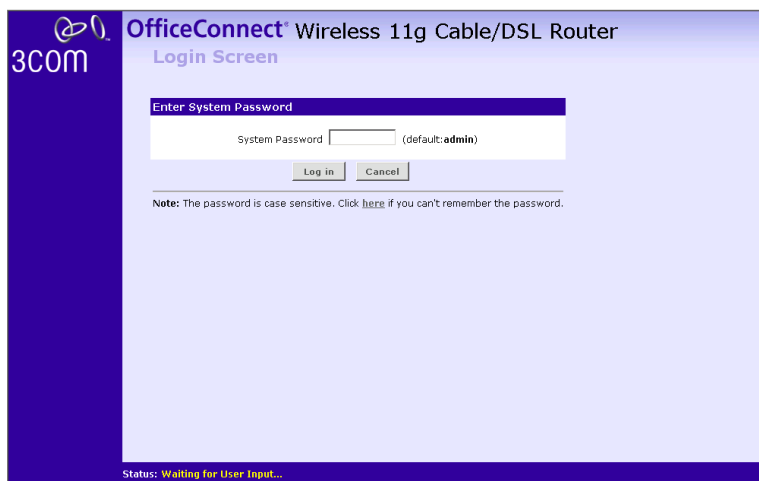 OfficeConnect® Wireless 11g Cable/DSL Router
3COM
Login Screen
Enter System Password
System Password (default:admin)
Log in Cancel
Note: The password is case sensitive. Click here if you can't remember the password.
Status: Waiting for User Input...